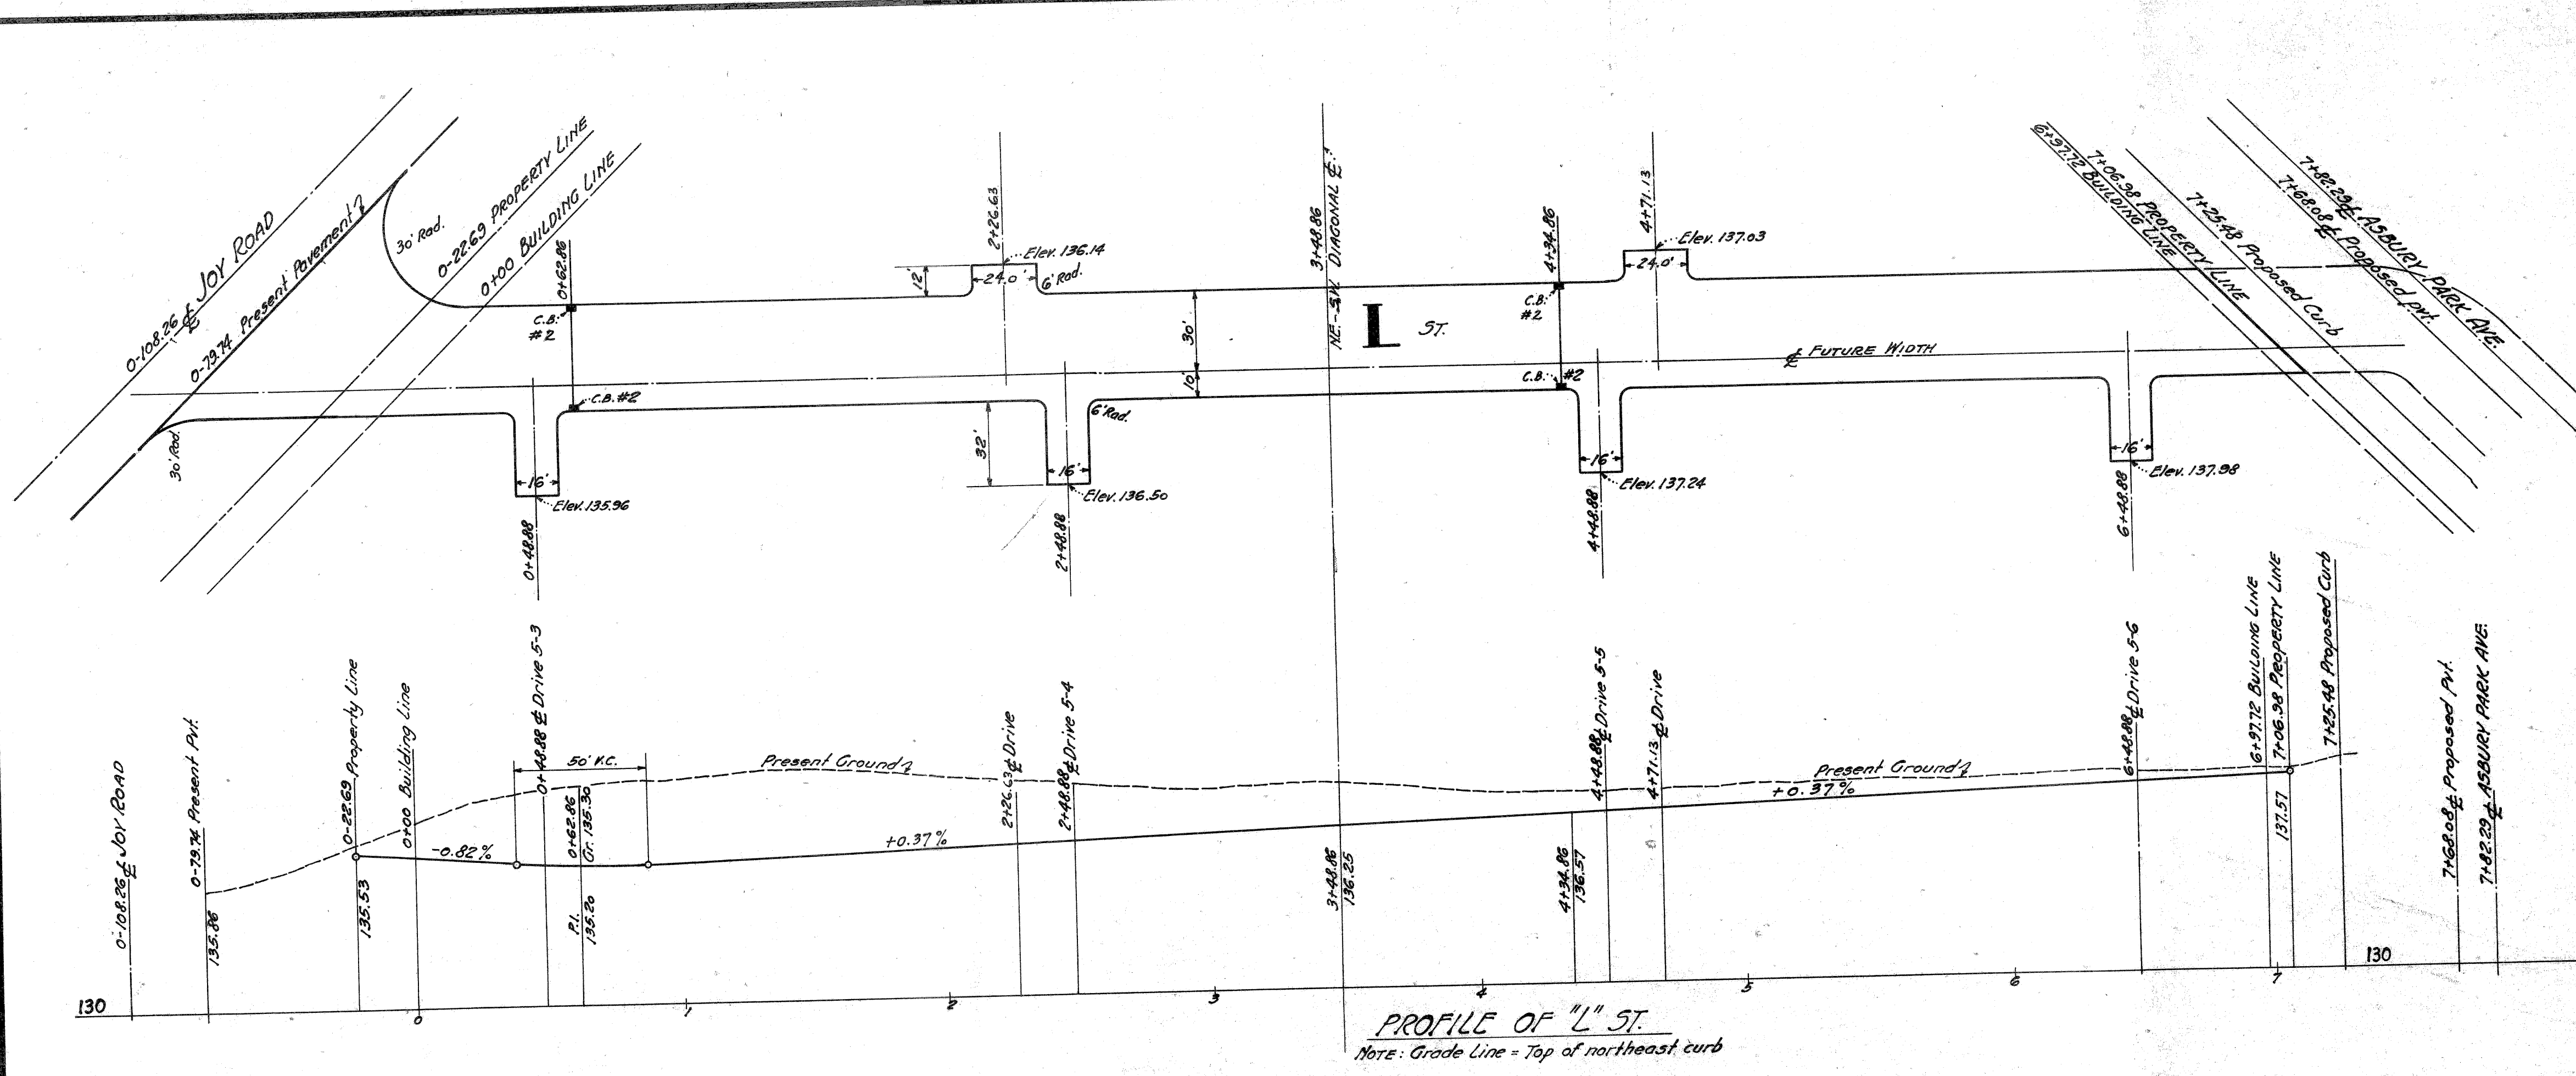 0-108.26 ℄ JOY ROAD
0-79.74 Present Pavement
30' Rad.
0-22.69 PROPERTY LINE
0+00 BUILDING LINE
0+62.86
C.B.
#2
C.B. #2
30' Rad.
16'
Elev. 135.96
0+48.88
2+26.63
Elev. 136.14
12'
24.0'
6' Rad.
32'
16'
6' Rad.
Elev. 136.50
2+48.88
30'
10'
3+48.86
NE.-SW. DIAGONAL ℄
L ST.
4+34.86
C.B.
#2
C.B. #2
4+71.13
Elev. 137.03
24.0'
16'
Elev. 137.24
4+48.88
℄ FUTURE WIDTH
16'
Elev. 137.98
6+48.88
6+97.72 BUILDING LINE
7+06.98 PROPERTY LINE
7+25.48 Proposed Curb
7+68.08 ℄ Proposed pvt.
7+82.29 ℄ ASBURY PARK AVE.
0-108.26 ℄ JOY ROAD
0-79.74 Present Pvt.
135.86
0-22.69 Property Line
135.53
0+00 Building Line
-0.82%
50' V.C.
0+48.88 ℄ Drive 5-3
0+62.86
Gr. 135.30
P.I.
135.20
Present Ground
+0.37%
2+26.63 ℄ Drive
2+48.88 ℄ Drive 5-4
3+48.86
136.25
4+34.86
136.57
4+48.88 ℄ Drive 5-5
4+71.13 ℄ Drive
Present Ground
+0.37%
6+48.88 ℄ Drive 5-6
6+97.72 BUILDING LINE
7+06.98 PROPERTY LINE
137.57
7+25.48 Proposed Curb
7+68.08 ℄ Proposed Pvt.
7+82.29 ℄ ASBURY PARK AVE.
130
0 1 2 3 4 5 6 7
130
PROFILE OF "L" ST.
NOTE: Grade Line = Top of northeast curb